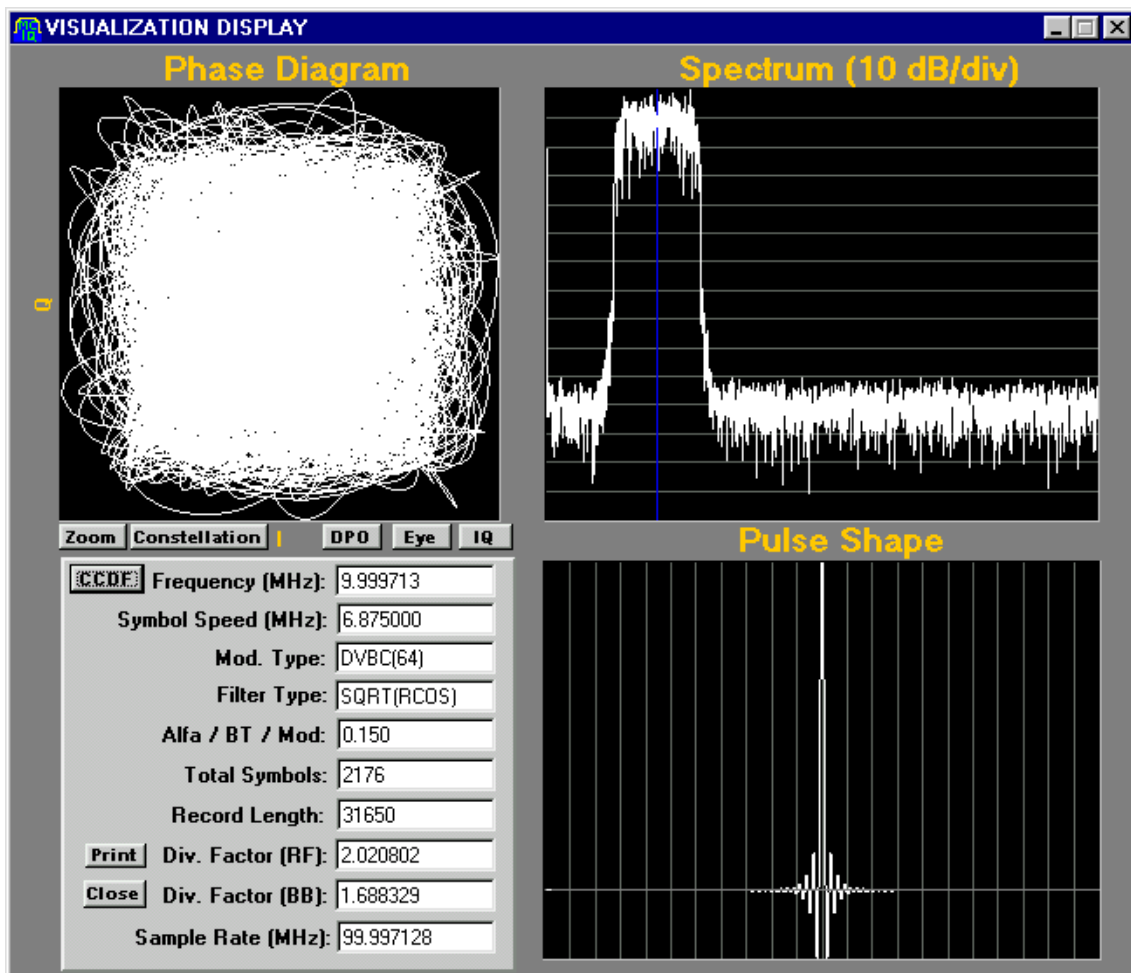 MC IQ VISUALIZATION DISPLAY
Phase Diagram
Spectrum (10 dB/div)
Q
Zoom Constellation I DPO Eye IQ
Pulse Shape
CCDF Frequency (MHz): 9.999713
Symbol Speed (MHz): 6.875000
Mod. Type: DVBC(64)
Filter Type: SQRT(RCOS)
Alfa / BT / Mod: 0.150
Total Symbols: 2176
Record Length: 31650
Print Div. Factor (RF): 2.020802
Close Div. Factor (BB): 1.688329
Sample Rate (MHz): 99.997128